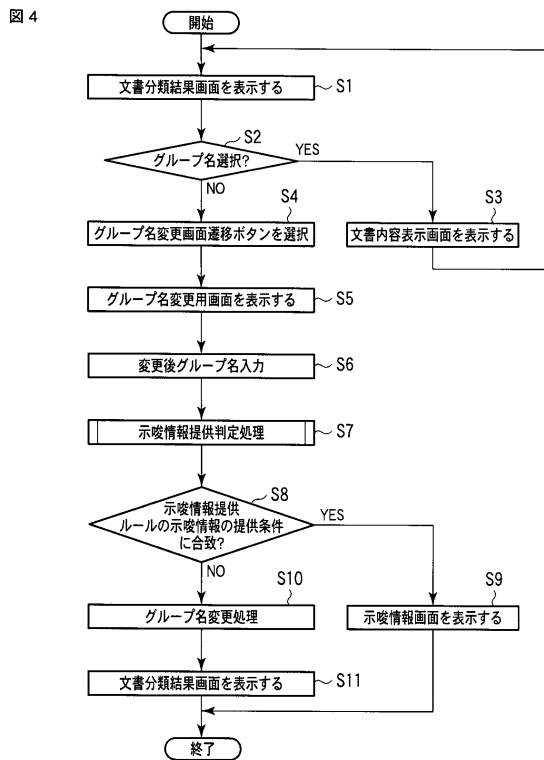 図 4
開始
文書分類結果画面を表示する
S1
S2
グループ名選択?
YES
NO
S4
グループ名変更画面遷移ボタンを選択
S3
文書内容表示画面を表示する
グループ名変更用画面を表示する
S5
変更後グループ名入力
S6
示唆情報提供判定処理
S7
S8
示唆情報提供
ルールの示唆情報の提供条件
に合致?
YES
NO
S10
グループ名変更処理
S9
示唆情報画面を表示する
文書分類結果画面を表示する
S11
終了